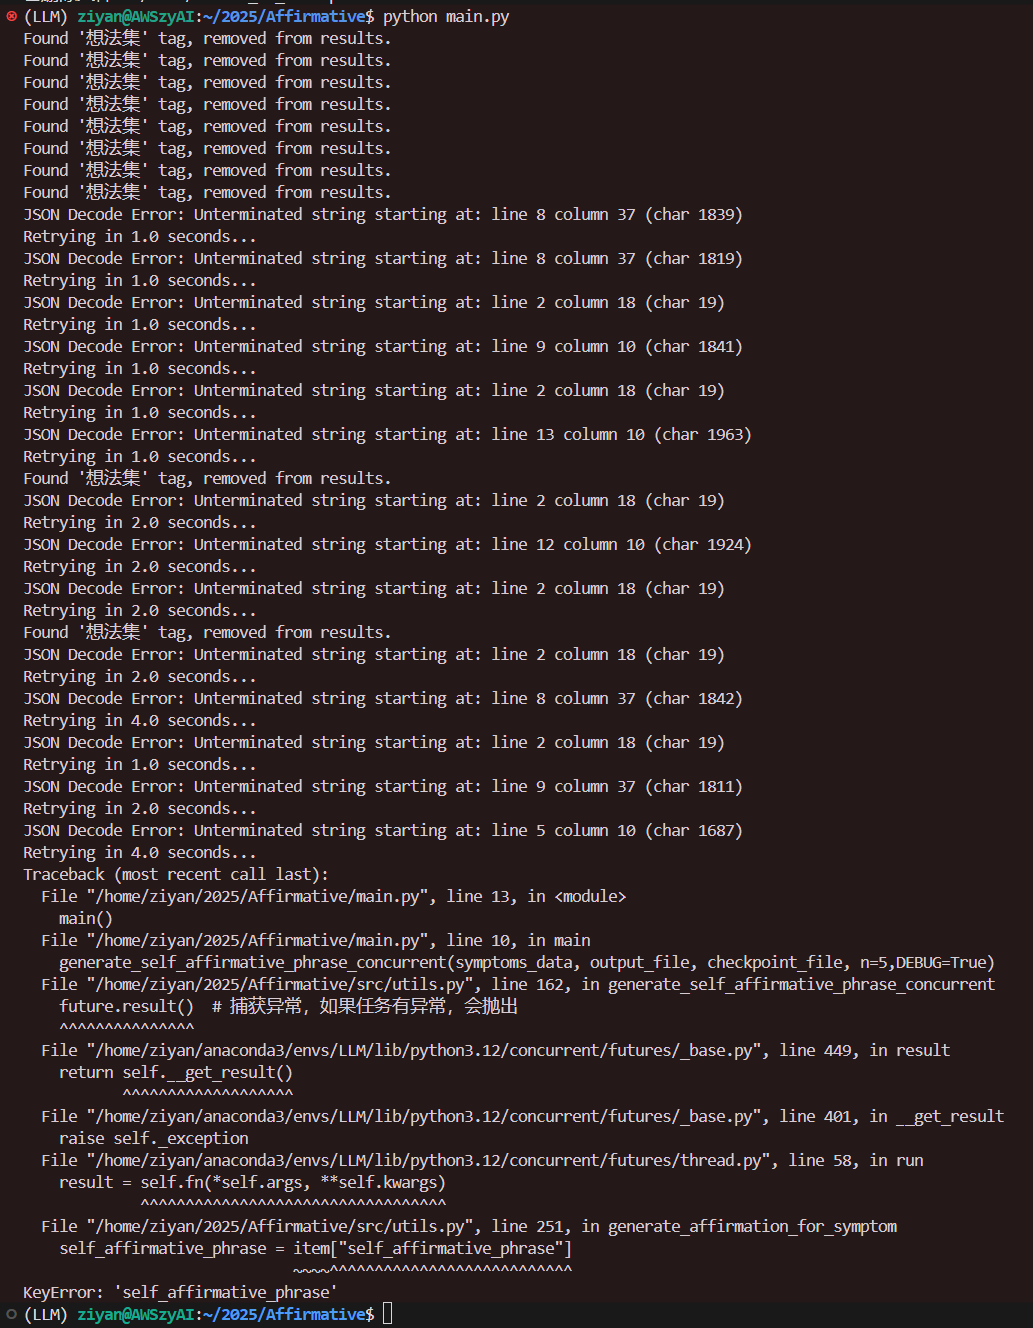 (LLM) ziyan@AWSzyAI:~/2025/Affirmative$ python main.py
Found '想法集' tag, removed from results.
Found '想法集' tag, removed from results.
Found '想法集' tag, removed from results.
Found '想法集' tag, removed from results.
Found '想法集' tag, removed from results.
Found '想法集' tag, removed from results.
Found '想法集' tag, removed from results.
Found '想法集' tag, removed from results.
JSON Decode Error: Unterminated string starting at: line 8 column 37 (char 1839)
Retrying in 1.0 seconds...
JSON Decode Error: Unterminated string starting at: line 8 column 37 (char 1819)
Retrying in 1.0 seconds...
JSON Decode Error: Unterminated string starting at: line 2 column 18 (char 19)
Retrying in 1.0 seconds...
JSON Decode Error: Unterminated string starting at: line 9 column 10 (char 1841)
Retrying in 1.0 seconds...
JSON Decode Error: Unterminated string starting at: line 2 column 18 (char 19)
Retrying in 1.0 seconds...
JSON Decode Error: Unterminated string starting at: line 13 column 10 (char 1963)
Retrying in 1.0 seconds...
Found '想法集' tag, removed from results.
JSON Decode Error: Unterminated string starting at: line 2 column 18 (char 19)
Retrying in 2.0 seconds...
JSON Decode Error: Unterminated string starting at: line 12 column 10 (char 1924)
Retrying in 2.0 seconds...
JSON Decode Error: Unterminated string starting at: line 2 column 18 (char 19)
Retrying in 2.0 seconds...
Found '想法集' tag, removed from results.
JSON Decode Error: Unterminated string starting at: line 2 column 18 (char 19)
Retrying in 2.0 seconds...
JSON Decode Error: Unterminated string starting at: line 8 column 37 (char 1842)
Retrying in 4.0 seconds...
JSON Decode Error: Unterminated string starting at: line 2 column 18 (char 19)
Retrying in 1.0 seconds...
JSON Decode Error: Unterminated string starting at: line 9 column 37 (char 1811)
Retrying in 2.0 seconds...
JSON Decode Error: Unterminated string starting at: line 5 column 10 (char 1687)
Retrying in 4.0 seconds...
Traceback (most recent call last):
  File "/home/ziyan/2025/Affirmative/main.py", line 13, in <module>
    main()
  File "/home/ziyan/2025/Affirmative/main.py", line 10, in main
    generate_self_affirmative_phrase_concurrent(symptoms_data, output_file, checkpoint_file, n=5,DEBUG=True)
  File "/home/ziyan/2025/Affirmative/src/utils.py", line 162, in generate_self_affirmative_phrase_concurrent
    future.result()  # 捕获异常，如果任务有异常，会抛出
    ^^^^^^^^^^^^^^^
  File "/home/ziyan/anaconda3/envs/LLM/lib/python3.12/concurrent/futures/_base.py", line 449, in result
    return self.__get_result()
           ^^^^^^^^^^^^^^^^^^^
  File "/home/ziyan/anaconda3/envs/LLM/lib/python3.12/concurrent/futures/_base.py", line 401, in __get_result
    raise self._exception
  File "/home/ziyan/anaconda3/envs/LLM/lib/python3.12/concurrent/futures/thread.py", line 58, in run
    result = self.fn(*self.args, **self.kwargs)
             ^^^^^^^^^^^^^^^^^^^^^^^^^^^^^^^^^^
  File "/home/ziyan/2025/Affirmative/src/utils.py", line 251, in generate_affirmation_for_symptom
    self_affirmative_phrase = item["self_affirmative_phrase"]
                              ~~~~^^^^^^^^^^^^^^^^^^^^^^^^^^^
KeyError: 'self_affirmative_phrase'
(LLM) ziyan@AWSzyAI:~/2025/Affirmative$